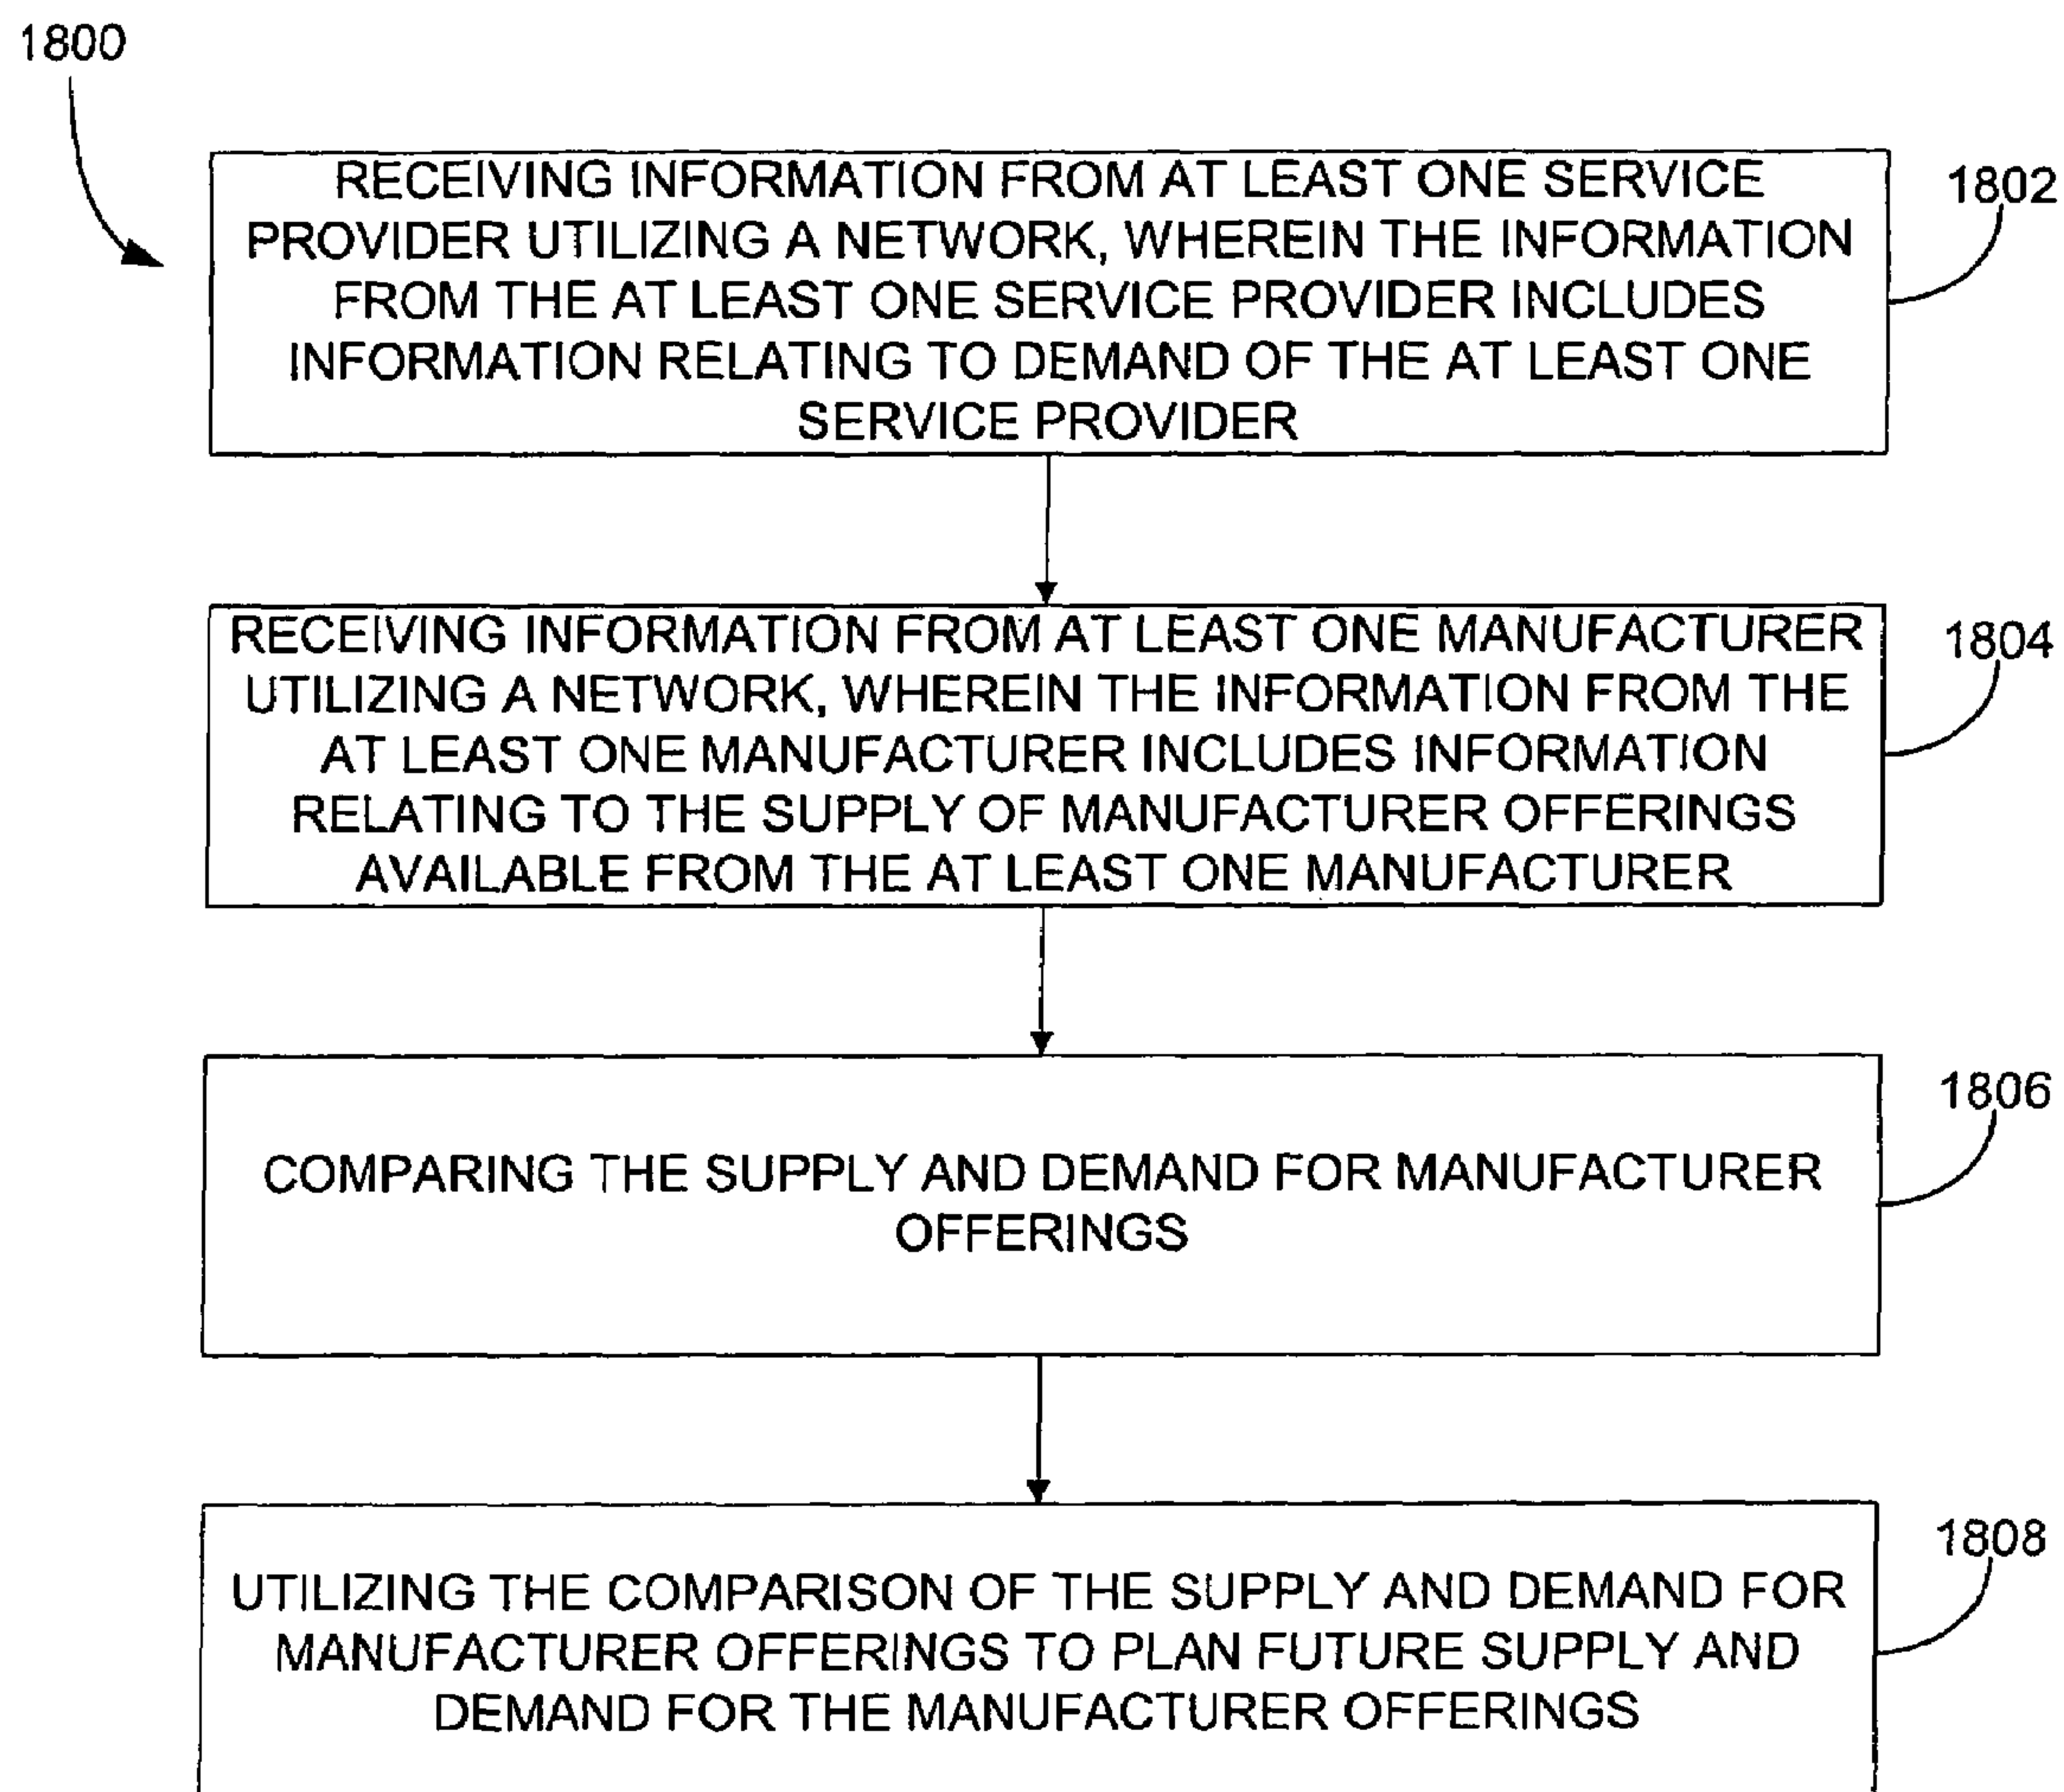 1800
RECEIVING INFORMATION FROM AT LEAST ONE SERVICE
PROVIDER UTILIZING A NETWORK, WHEREIN THE INFORMATION
FROM THE AT LEAST ONE SERVICE PROVIDER INCLUDES
INFORMATION RELATING TO DEMAND OF THE AT LEAST ONE
SERVICE PROVIDER
1802
RECEIVING INFORMATION FROM AT LEAST ONE MANUFACTURER
UTILIZING A NETWORK, WHEREIN THE INFORMATION FROM THE
AT LEAST ONE MANUFACTURER INCLUDES INFORMATION
RELATING TO THE SUPPLY OF MANUFACTURER OFFERINGS
AVAILABLE FROM THE AT LEAST ONE MANUFACTURER
1804
COMPARING THE SUPPLY AND DEMAND FOR MANUFACTURER
OFFERINGS
1806
UTILIZING THE COMPARISON OF THE SUPPLY AND DEMAND FOR
MANUFACTURER OFFERINGS TO PLAN FUTURE SUPPLY AND
DEMAND FOR THE MANUFACTURER OFFERINGS
1808